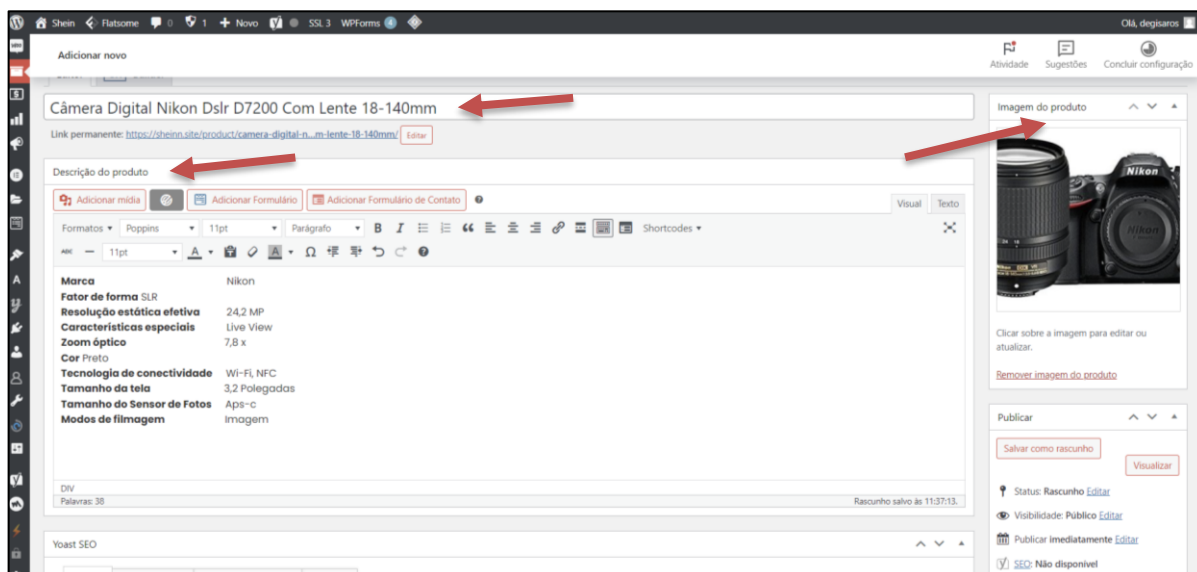 Shein Flatsome 0 1 + Novo SSL 3 WPForms 4 Olá, degisaros
Adicionar novo
Atividade Sugestões Concluir configuração
Câmera Digital Nikon Dslr D7200 Com Lente 18-140mm
Link permanente: https://sheinn.site/product/camera-digital-n...m-lente-18-140mm/ Editar
Descrição do produto
Adicionar mídia Adicionar Formulário Adicionar Formulário de Contato
Visual Texto
Formatos Poppins 11pt Parágrafo B I Shortcodes
ABC 11pt A A Ω
Marca Nikon
Fator de forma SLR
Resolução estática efetiva 24,2 MP
Características especiais Live View
Zoom óptico 7,8 x
Cor Preto
Tecnologia de conectividade Wi-Fi, NFC
Tamanho da tela 3,2 Polegadas
Tamanho do Sensor de Fotos Aps-c
Modos de filmagem Imagem
DIV
Palavras: 38 Rascunho salvo às 11:37:13.
Yoast SEO
Imagem do produto
Nikon
Nikon
Clicar sobre a imagem para editar ou
atualizar.
Remover imagem do produto
Publicar
Salvar como rascunho
Visualizar
Status: Rascunho Editar
Visibilidade: Público Editar
Publicar imediatamente Editar
SEO: Não disponível